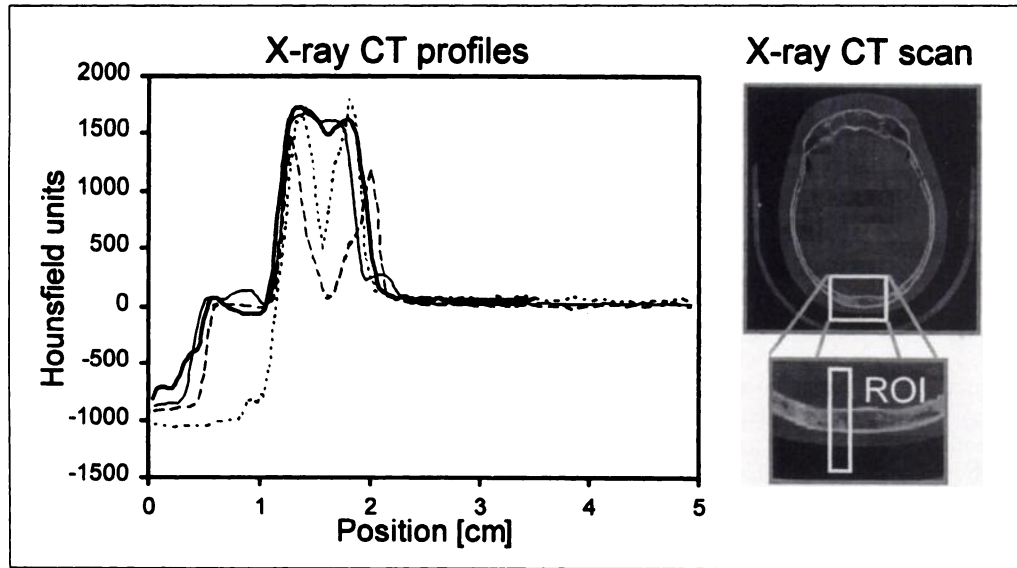 X-ray CT profiles
Hounsfield units
2000
1500
1000
500
0
-500
-1000
-1500
0 1 2 3 4 5
Position [cm]
X-ray CT scan
ROI